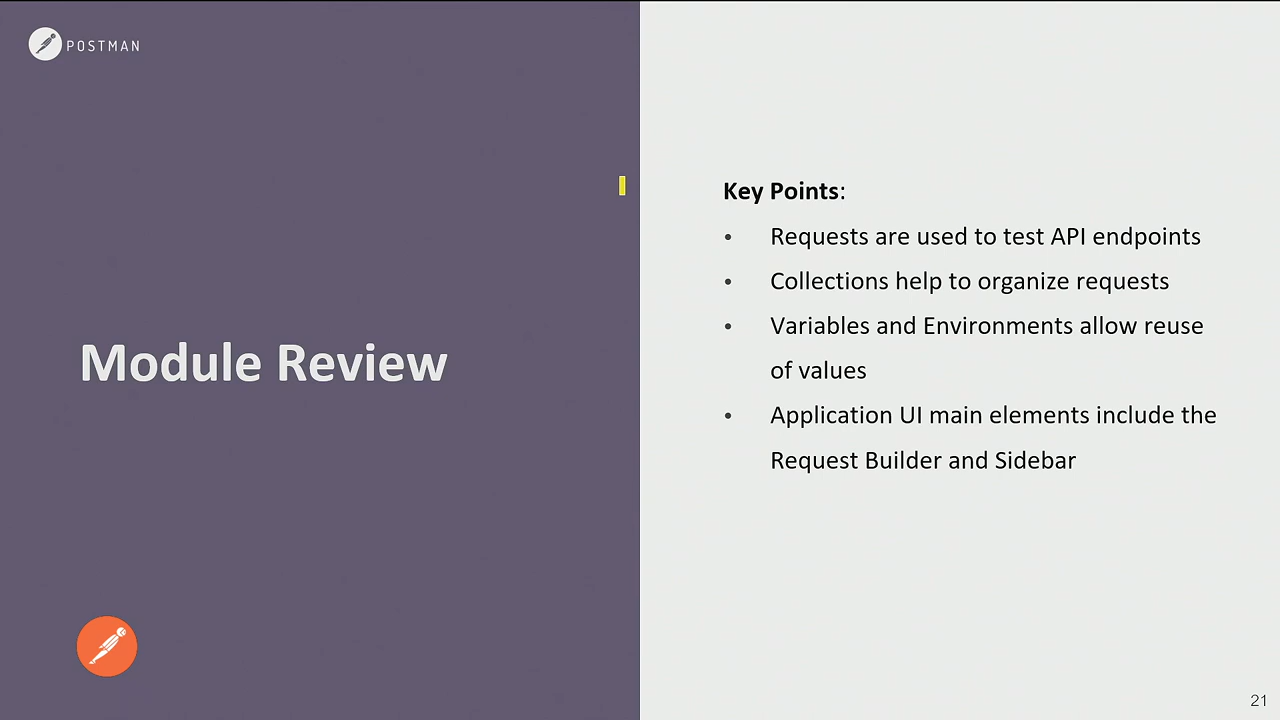 POSTMAN
Module Review
Key Points:
• Requests are used to test API endpoints
• Collections help to organize requests
• Variables and Environments allow reuse
of values
• Application UI main elements include the
Request Builder and Sidebar
21